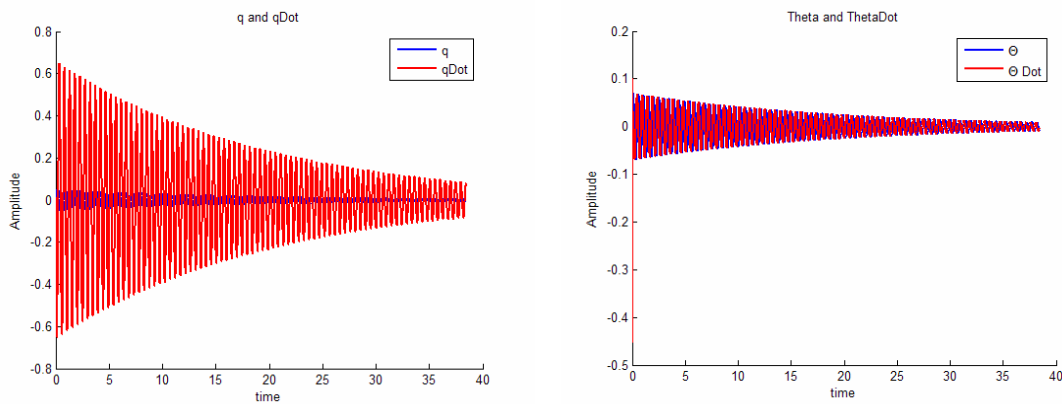 q and qDot
0.8
0.6
0.4
0.2
0
-0.2
-0.4
-0.6
-0.8
Amplitude
0 5 10 15 20 25 30 35 40
time
q
qDot
Theta and ThetaDot
0.2
0.1
0
-0.1
-0.2
-0.3
-0.4
-0.5
Amplitude
0 5 10 15 20 25 30 35 40
time
Θ
Θ Dot